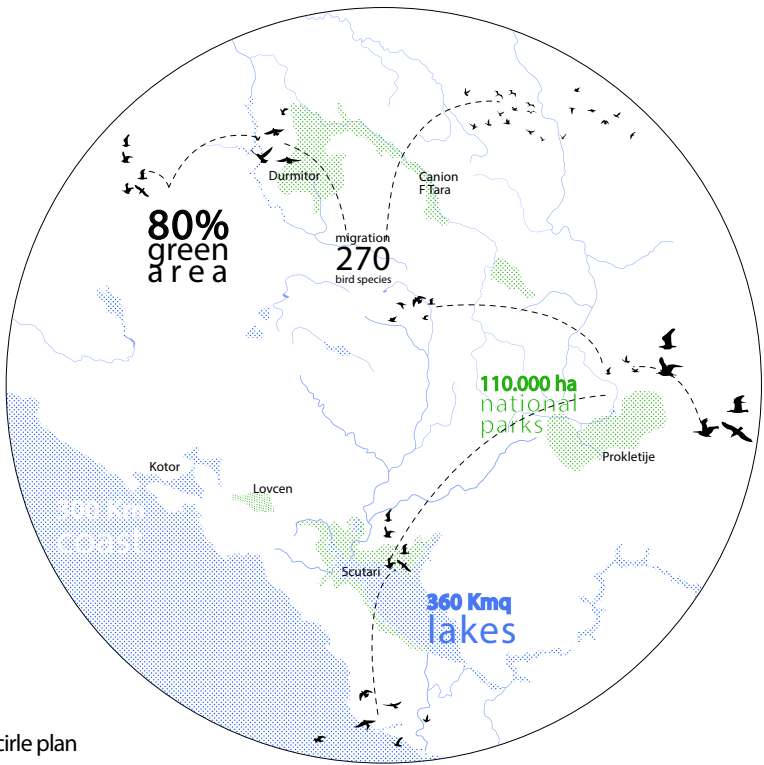 Durmitor
Canion
F Tara
80%
green
area
migration
270
bird species
110.000 ha
national
parks
Prokletije
Kotor
Lovcen
300 Km
coast
Scutari
360 Kmq
lakes
cirle plan